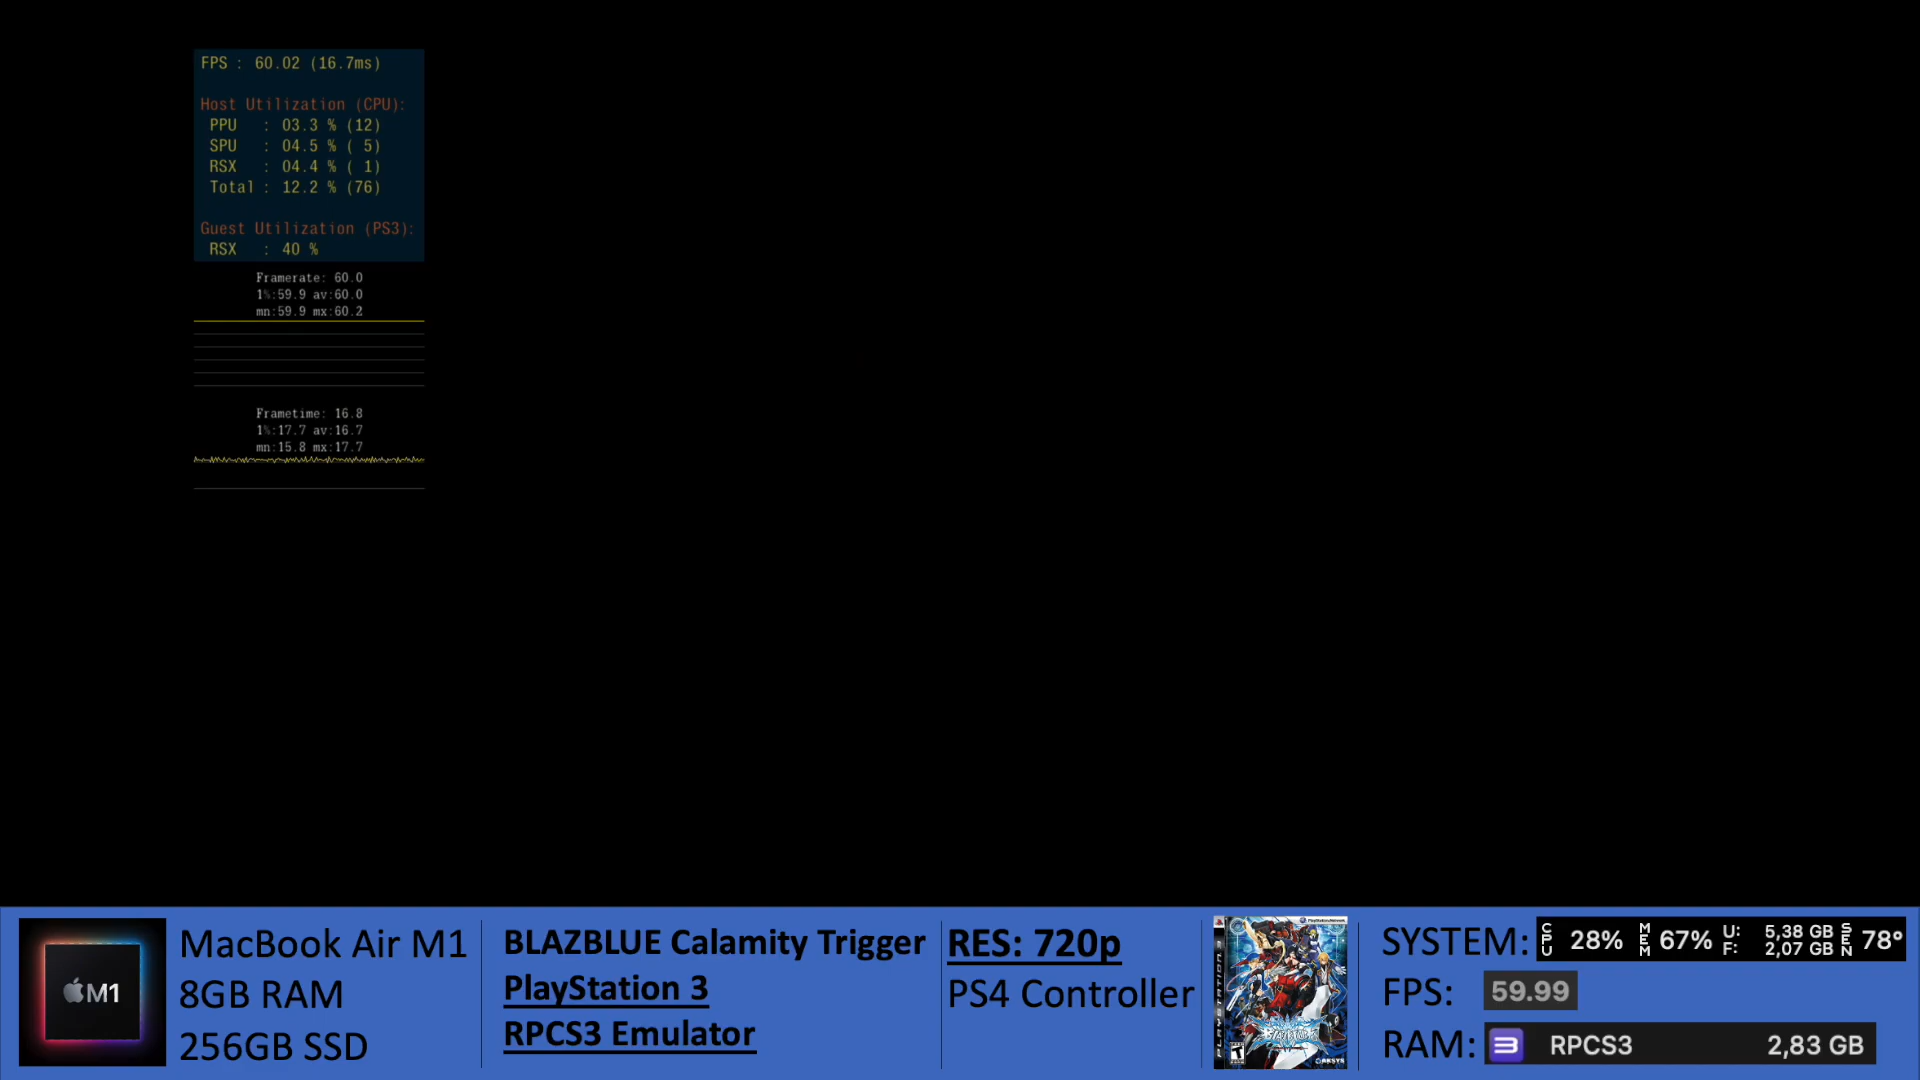 FPS : 60.02 (16.7ms)
Host Utilization (CPU):
PPU : 03.3 % (12)
SPU : 04.5 % ( 5)
RSX : 04.4 % ( 1)
Total : 12.2 % (76)
Guest Utilization (PS3):
RSX : 40 %
Framerate: 60.0
1%:59.9 av:60.0
mn:59.9 mx:60.2
Frametime: 16.8
1%:17.7 av:16.7
mn:15.8 mx:17.7
M1
MacBook Air M1
8GB RAM
256GB SSD
BLAZBLUE Calamity Trigger
PlayStation 3
RPCS3 Emulator
RES: 720p
PS4 Controller
PLAYSTATION 3
BLAZBLUE
SYSTEM: CPU 28% MEM 67% U: 5,38 GB F: 2,07 GB SEN 78°
FPS: 59.99
RAM: RPCS3 2,83 GB